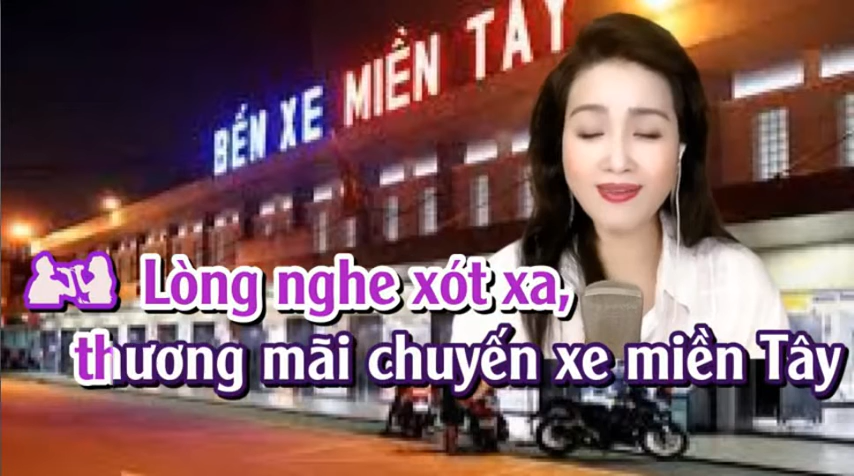 BẾN XE MIỀN TÂY
Lòng nghe xót xa,
thương mãi chuyến xe miền Tây